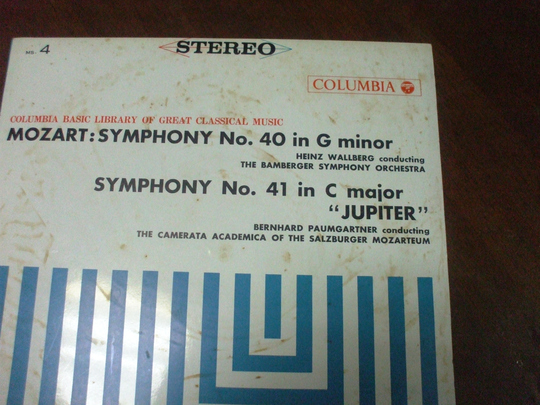 MS. 4
STEREO
COLUMBIA
COLUMBIA BASIC LIBRARY OF GREAT CLASSICAL MUSIC
MOZART: SYMPHONY No. 40 in G minor
HEINZ WALLBERG conducting
THE BAMBERGER SYMPHONY ORCHESTRA
SYMPHONY No. 41 in C major
"JUPITER"
BERNHARD PAUMGARTNER conducting
THE CAMERATA ACADEMICA OF THE SALZBURGER MOZARTEUM